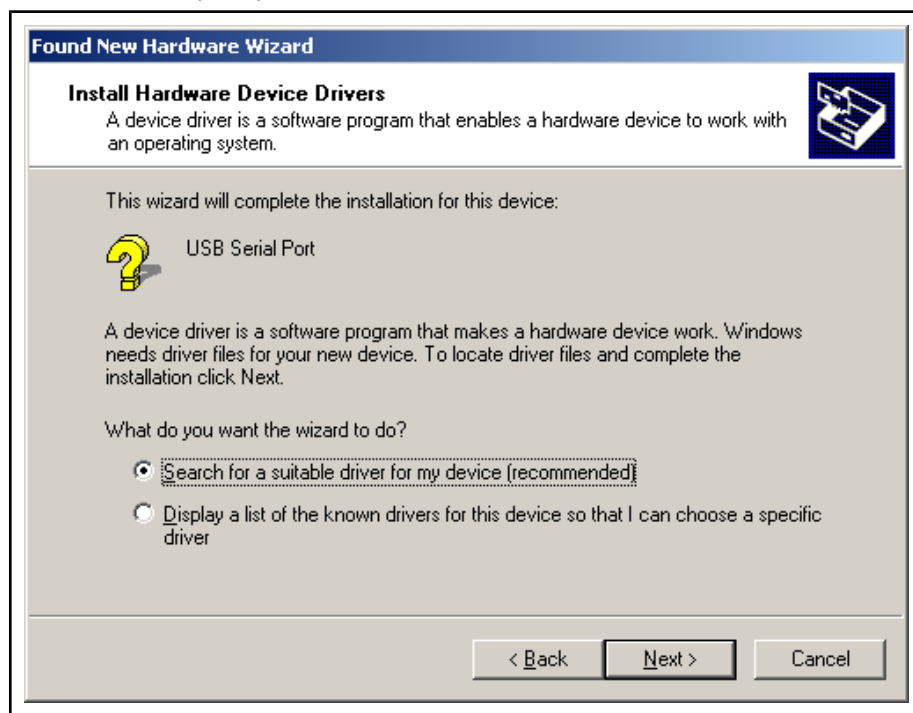 Found New Hardware Wizard
Install Hardware Device Drivers
A device driver is a software program that enables a hardware device to work with
an operating system.
This wizard will complete the installation for this device:
USB Serial Port
A device driver is a software program that makes a hardware device work. Windows
needs driver files for your new device. To locate driver files and complete the
installation click Next.
What do you want the wizard to do?
Search for a suitable driver for my device (recommended)
Display a list of the known drivers for this device so that I can choose a specific
driver
< Back
Next >
Cancel